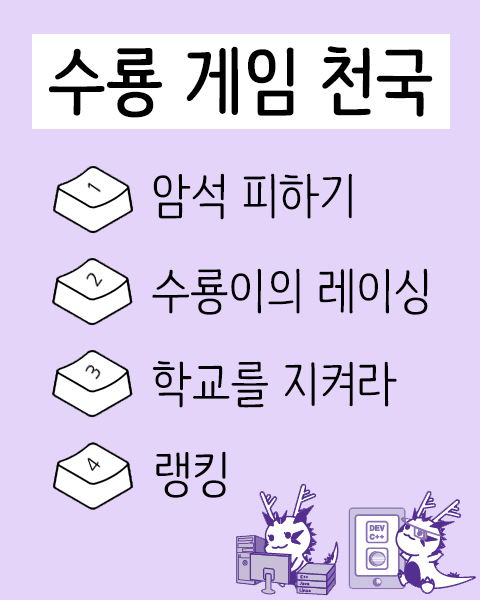 수룡 게임 천국
1 암석 피하기
2 수룡이의 레이싱
3 학교를 지켜라
4 랭킹
DEV
C++
C++
Java
Linux